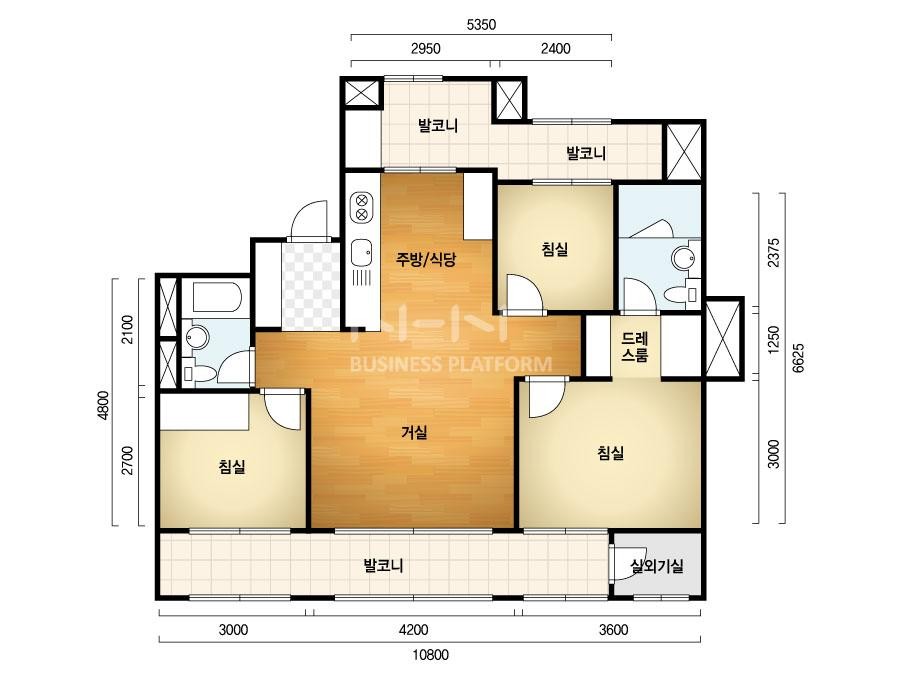 5350
2950
2400
발코니
발코니
주방/식당
침실
2375
2100
NHN
드레
스룸
1250
6625
BUSINESS PLATFORM
4800
거실
침실
3000
침실
2700
발코니
실외기실
3000
4200
3600
10800